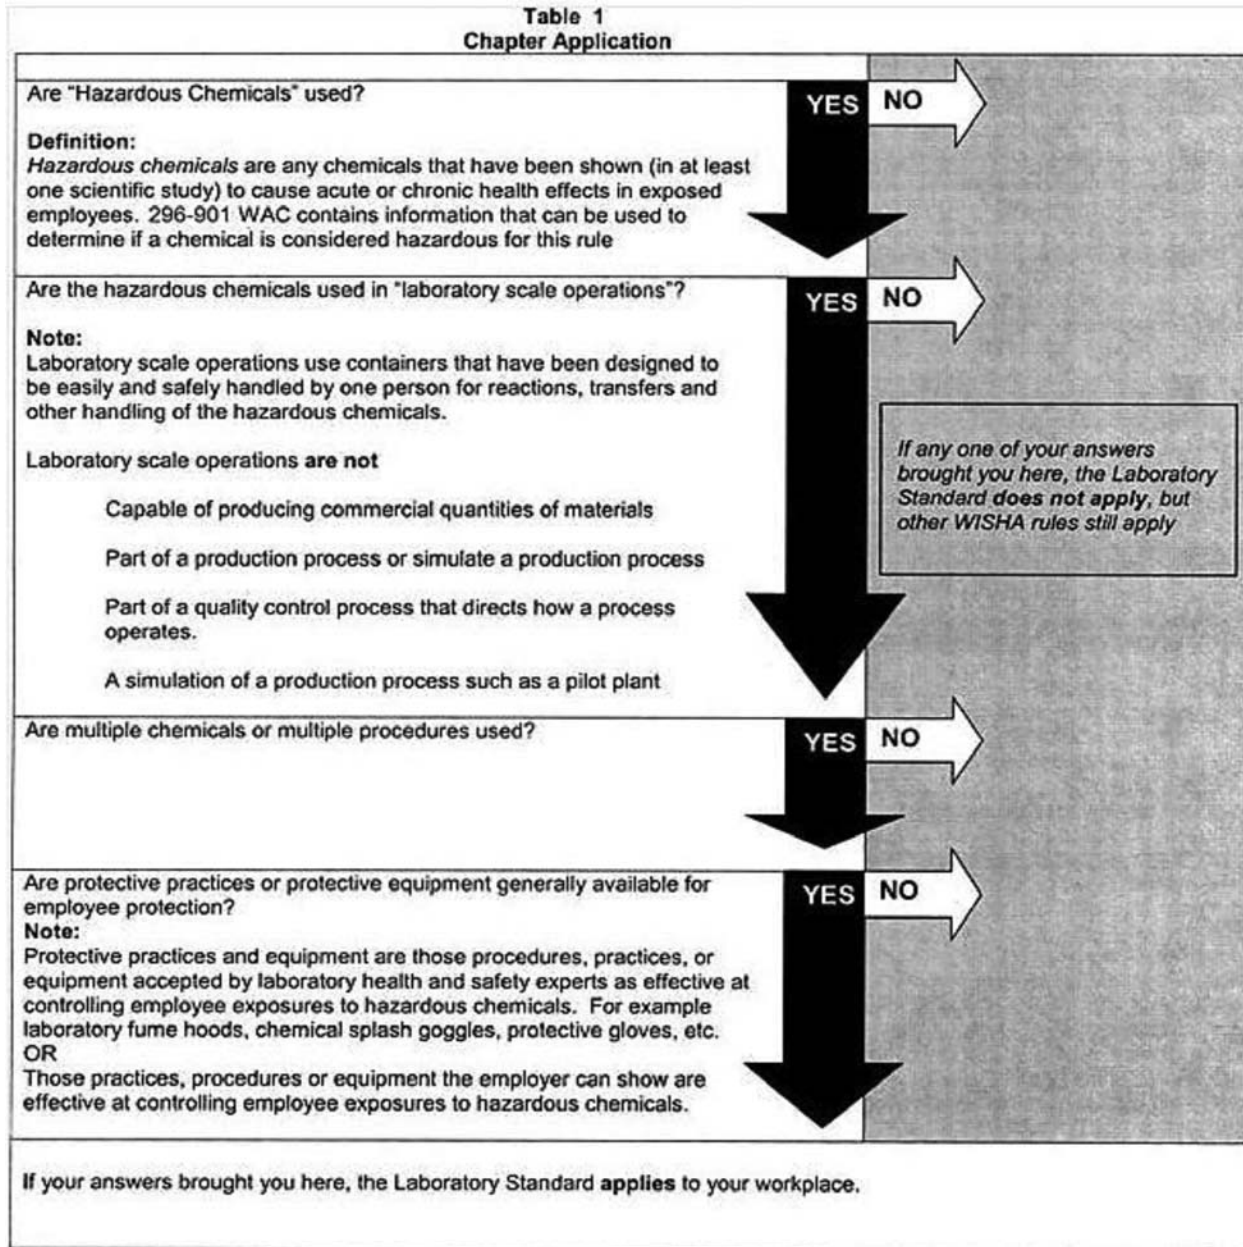 Table 1
Chapter Application
Are "Hazardous Chemicals" used?
YES
NO
Definition:
Hazardous chemicals are any chemicals that have been shown (in at least
one scientific study) to cause acute or chronic health effects in exposed
employees. 296-901 WAC contains information that can be used to
determine if a chemical is considered hazardous for this rule
Are the hazardous chemicals used in "laboratory scale operations"?
YES
NO
Note:
Laboratory scale operations use containers that have been designed to
be easily and safely handled by one person for reactions, transfers and
other handling of the hazardous chemicals.
Laboratory scale operations are not
Capable of producing commercial quantities of materials
Part of a production process or simulate a production process
Part of a quality control process that directs how a process
operates.
A simulation of a production process such as a pilot plant
If any one of your answers
brought you here, the Laboratory
Standard does not apply, but
other WISHA rules still apply
Are multiple chemicals or multiple procedures used?
YES
NO
Are protective practices or protective equipment generally available for
employee protection?
YES
NO
Note:
Protective practices and equipment are those procedures, practices, or
equipment accepted by laboratory health and safety experts as effective at
controlling employee exposures to hazardous chemicals. For example
laboratory fume hoods, chemical splash goggles, protective gloves, etc.
OR
Those practices, procedures or equipment the employer can show are
effective at controlling employee exposures to hazardous chemicals.
If your answers brought you here, the Laboratory Standard applies to your workplace.